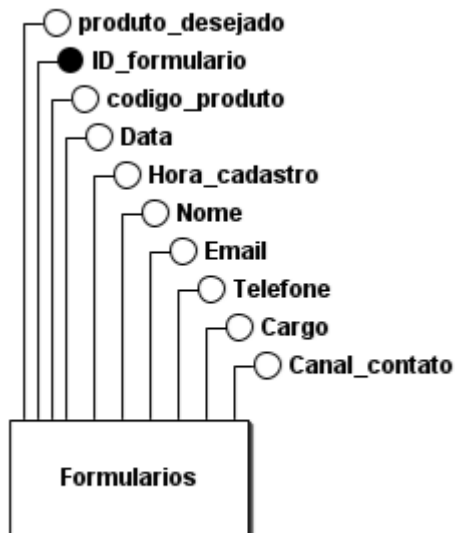 produto_desejado
ID_formulario
codigo_produto
Data
Hora_cadastro
Nome
Email
Telefone
Cargo
Canal_contato
Formularios